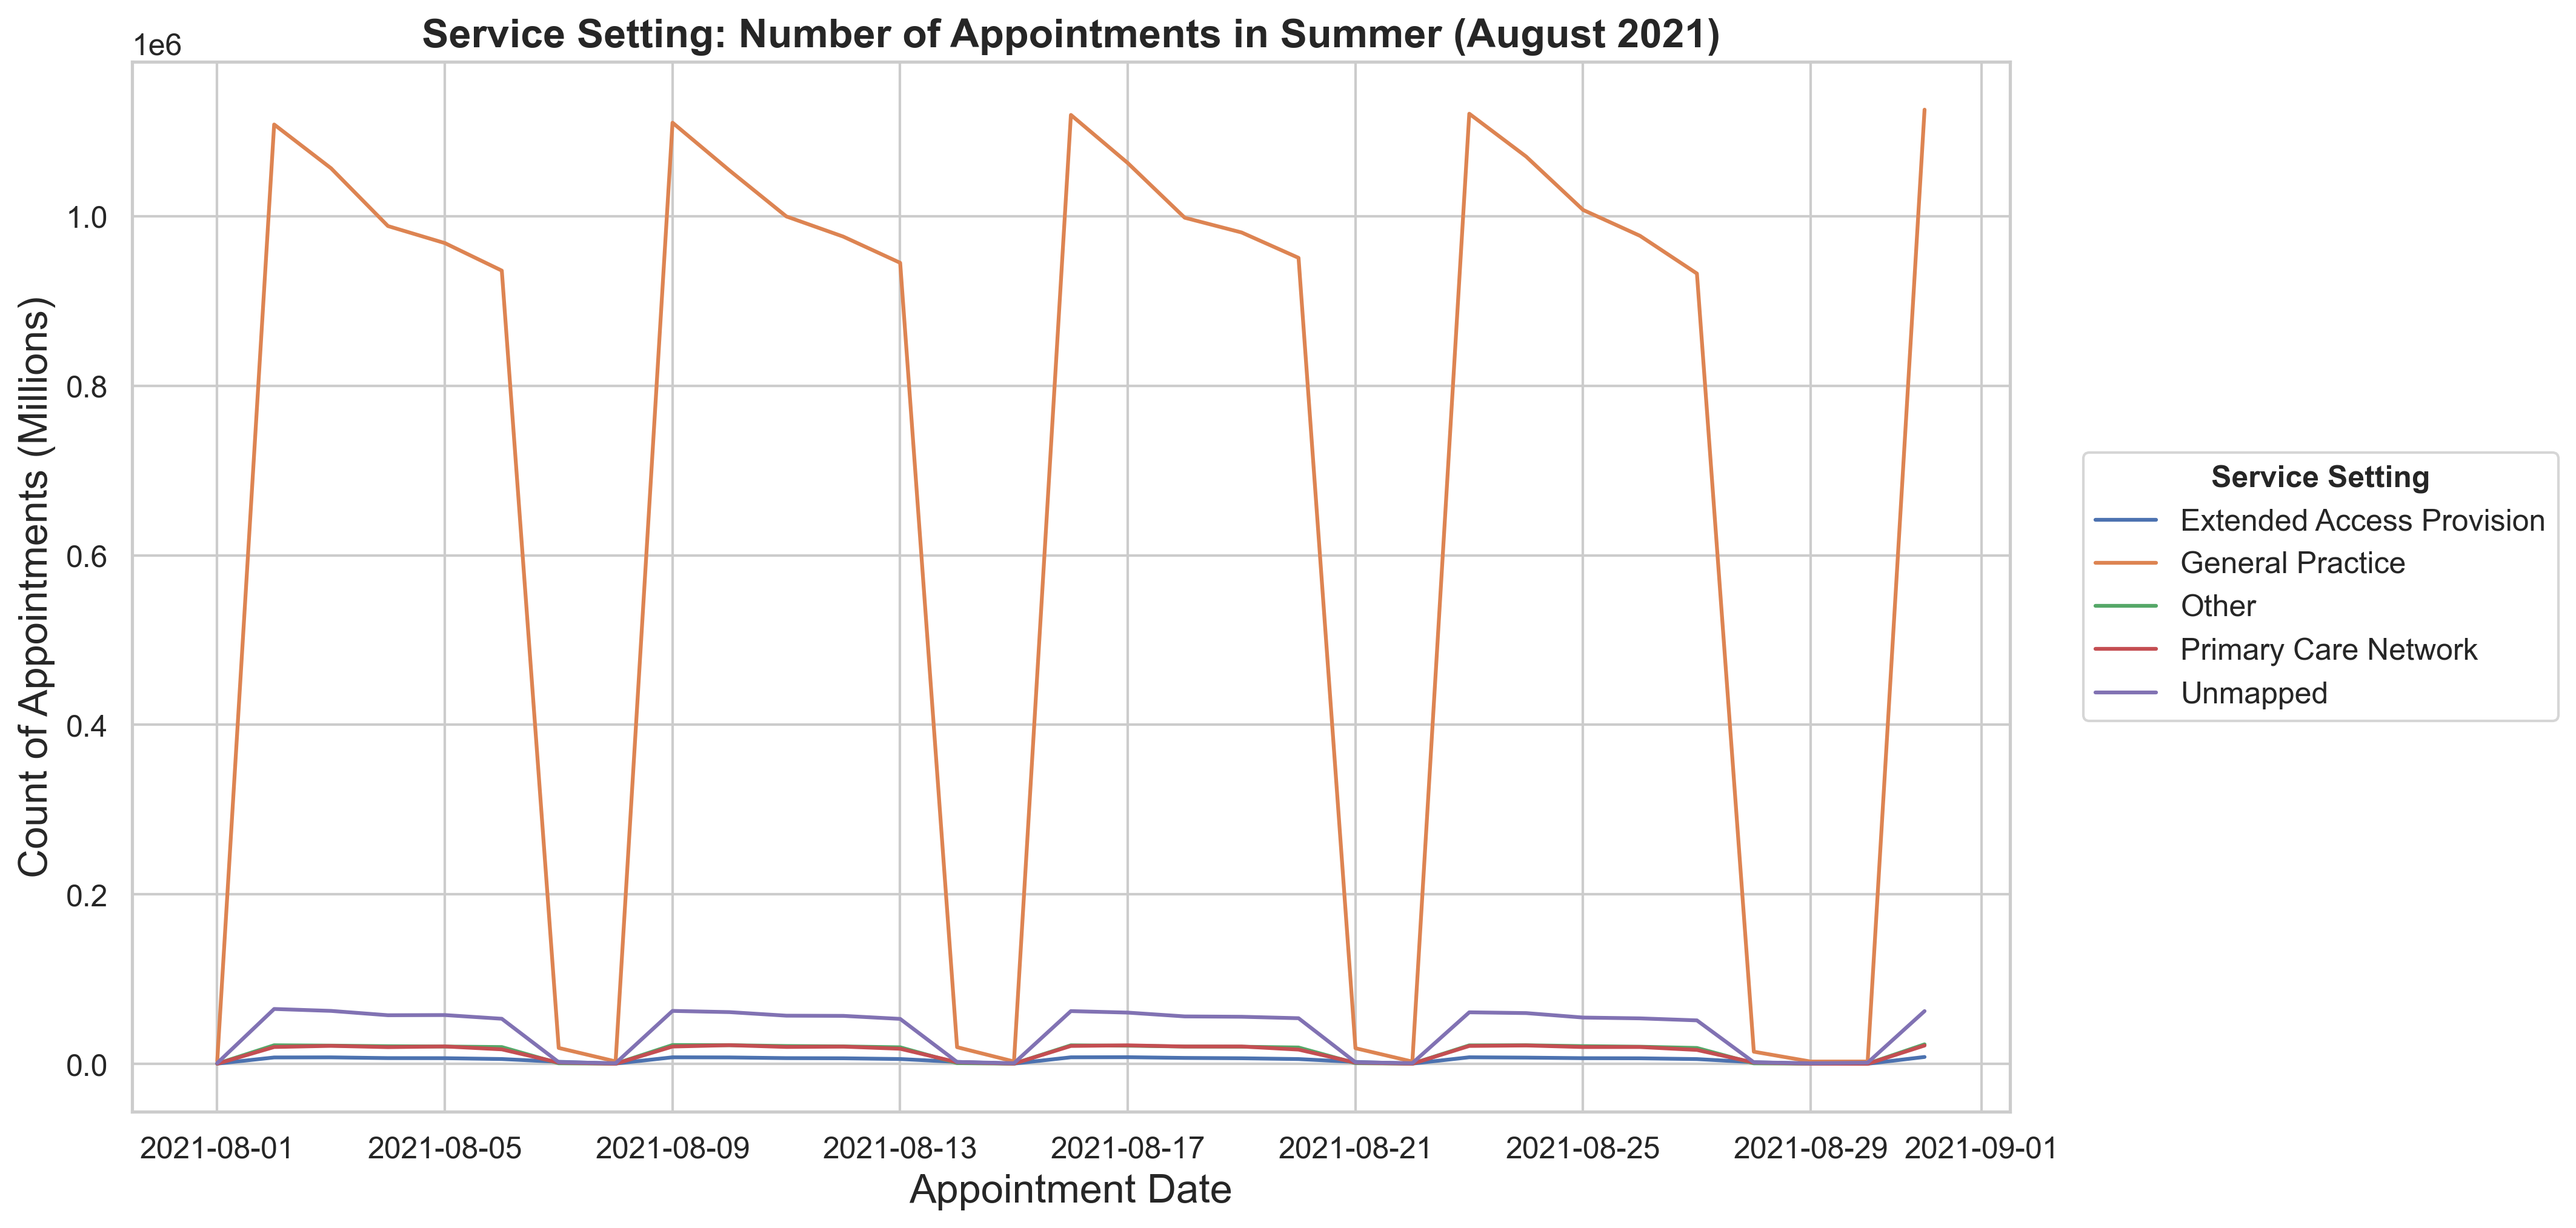 Service Setting: Number of Appointments in Summer (August 2021)
1e6
Count of Appointments (Millions)
1.0
0.8
0.6
0.4
0.2
0.0
2021-08-01 2021-08-05 2021-08-09 2021-08-13 2021-08-17 2021-08-21 2021-08-25 2021-08-29 2021-09-01
Appointment Date
Service Setting
Extended Access Provision
General Practice
Other
Primary Care Network
Unmapped